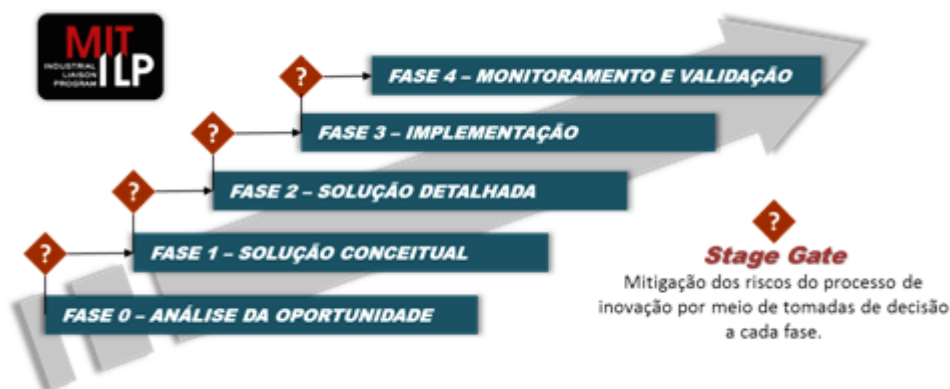 MIT
INDUSTRIAL
LIAISON
PROGRAM
ILP
?
FASE 4 – MONITORAMENTO E VALIDAÇÃO
?
FASE 3 – IMPLEMENTAÇÃO
?
FASE 2 – SOLUÇÃO DETALHADA
?
FASE 1 – SOLUÇÃO CONCEITUAL
FASE 0 – ANÁLISE DA OPORTUNIDADE
?
Stage Gate
Mitigação dos riscos do processo de
inovação por meio de tomadas de decisão
a cada fase.